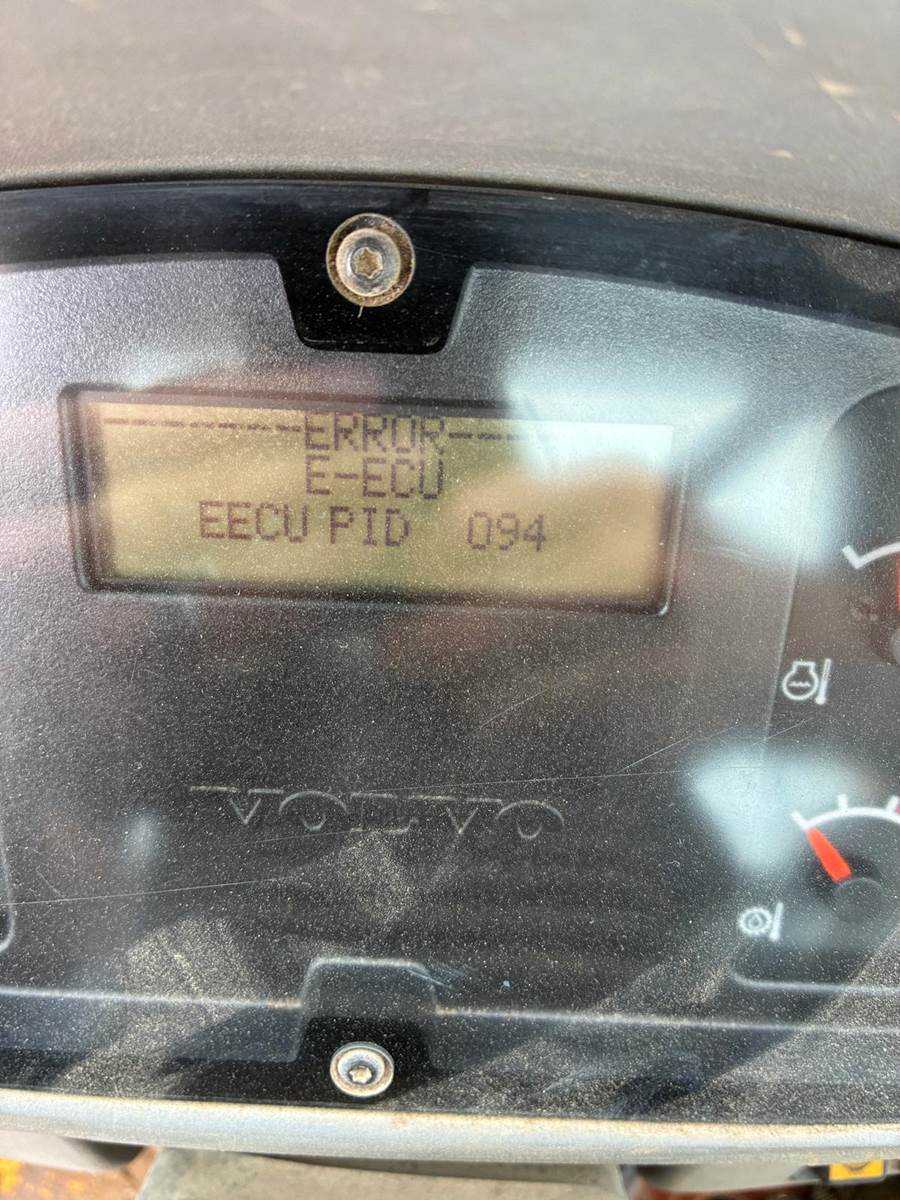 -------ERROR-----
E-ECU
EECU PID 094
VOLVO